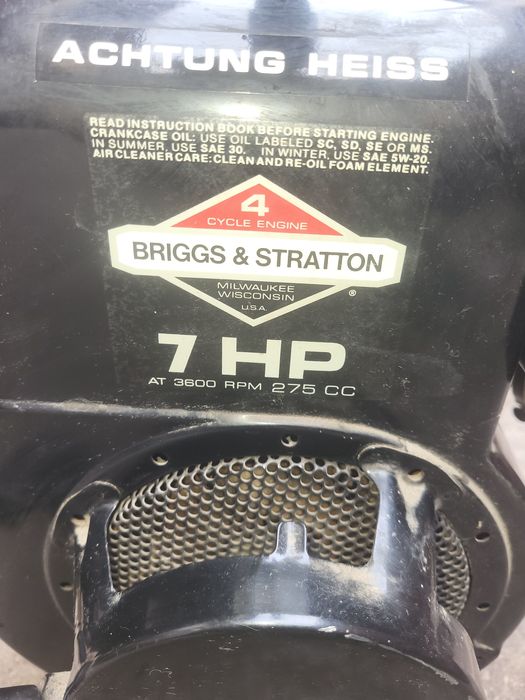 ACHTUNG HEISS
READ INSTRUCTION BOOK BEFORE STARTING ENGINE.
CRANKCASE OIL: USE OIL LABELED SC, SD, SE OR MS.
IN SUMMER, USE SAE 30. IN WINTER, USE SAE 5W-20.
AIR CLEANER CARE: CLEAN AND RE-OIL FOAM ELEMENT.
4
CYCLE ENGINE
BRIGGS & STRATTON
MILWAUKEE
WISCONSIN
U.S.A. ®
7 HP
AT 3600 RPM 275 CC